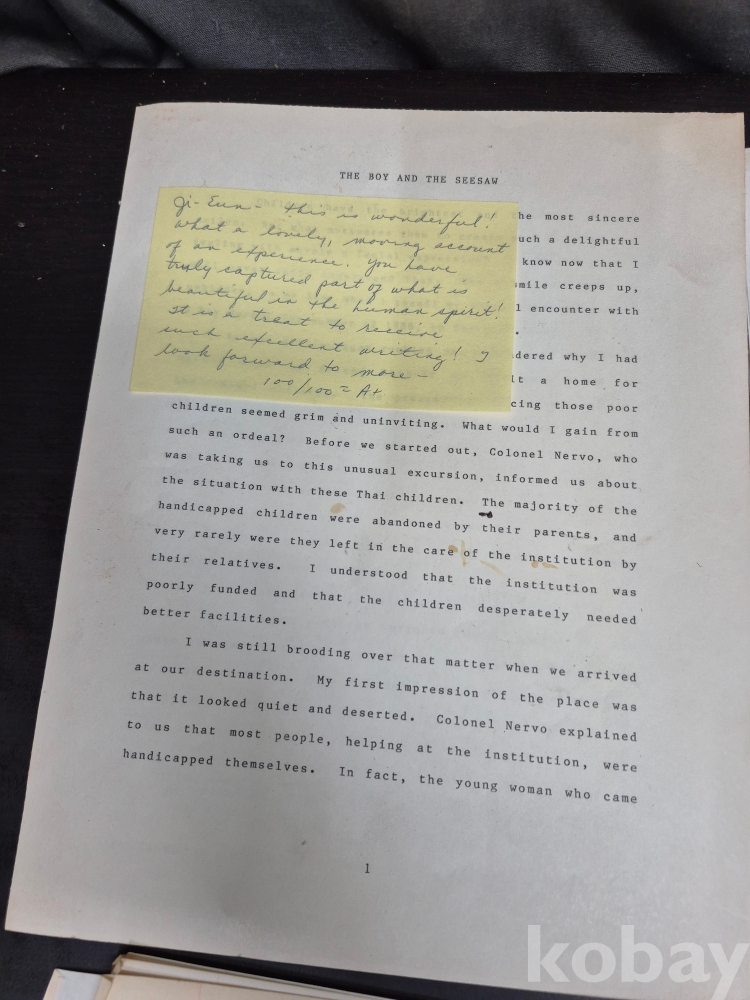 THE BOY AND THE SEESAW
Ji-Eun - this is wonderful!
what a lovely, moving account
of an experience. you have
truly captured part of what is
beautiful in the human spirit!
It is a treat to receive
such excellent writing! I
look forward to more -
100/100 = A+
the most sincere
such a delightful
know now that I
smile creeps up,
encounter with
why I had
a home for
those poor
children seemed grim and uninviting. What would I gain from
such an ordeal? Before we started out, Colonel Nervo, who
was taking us to this unusual excursion, informed us about
the situation with these Thai children. The majority of the
handicapped children were abandoned by their parents, and
very rarely were they left in the care of the institution by
their relatives. I understood that the institution was
poorly funded and that the children desperately needed
better facilities.
I was still brooding over that matter when we arrived
at our destination. My first impression of the place was
that it looked quiet and deserted. Colonel Nervo explained
to us that most people, helping at the institution, were
handicapped themselves. In fact, the young woman who came
1
kobay